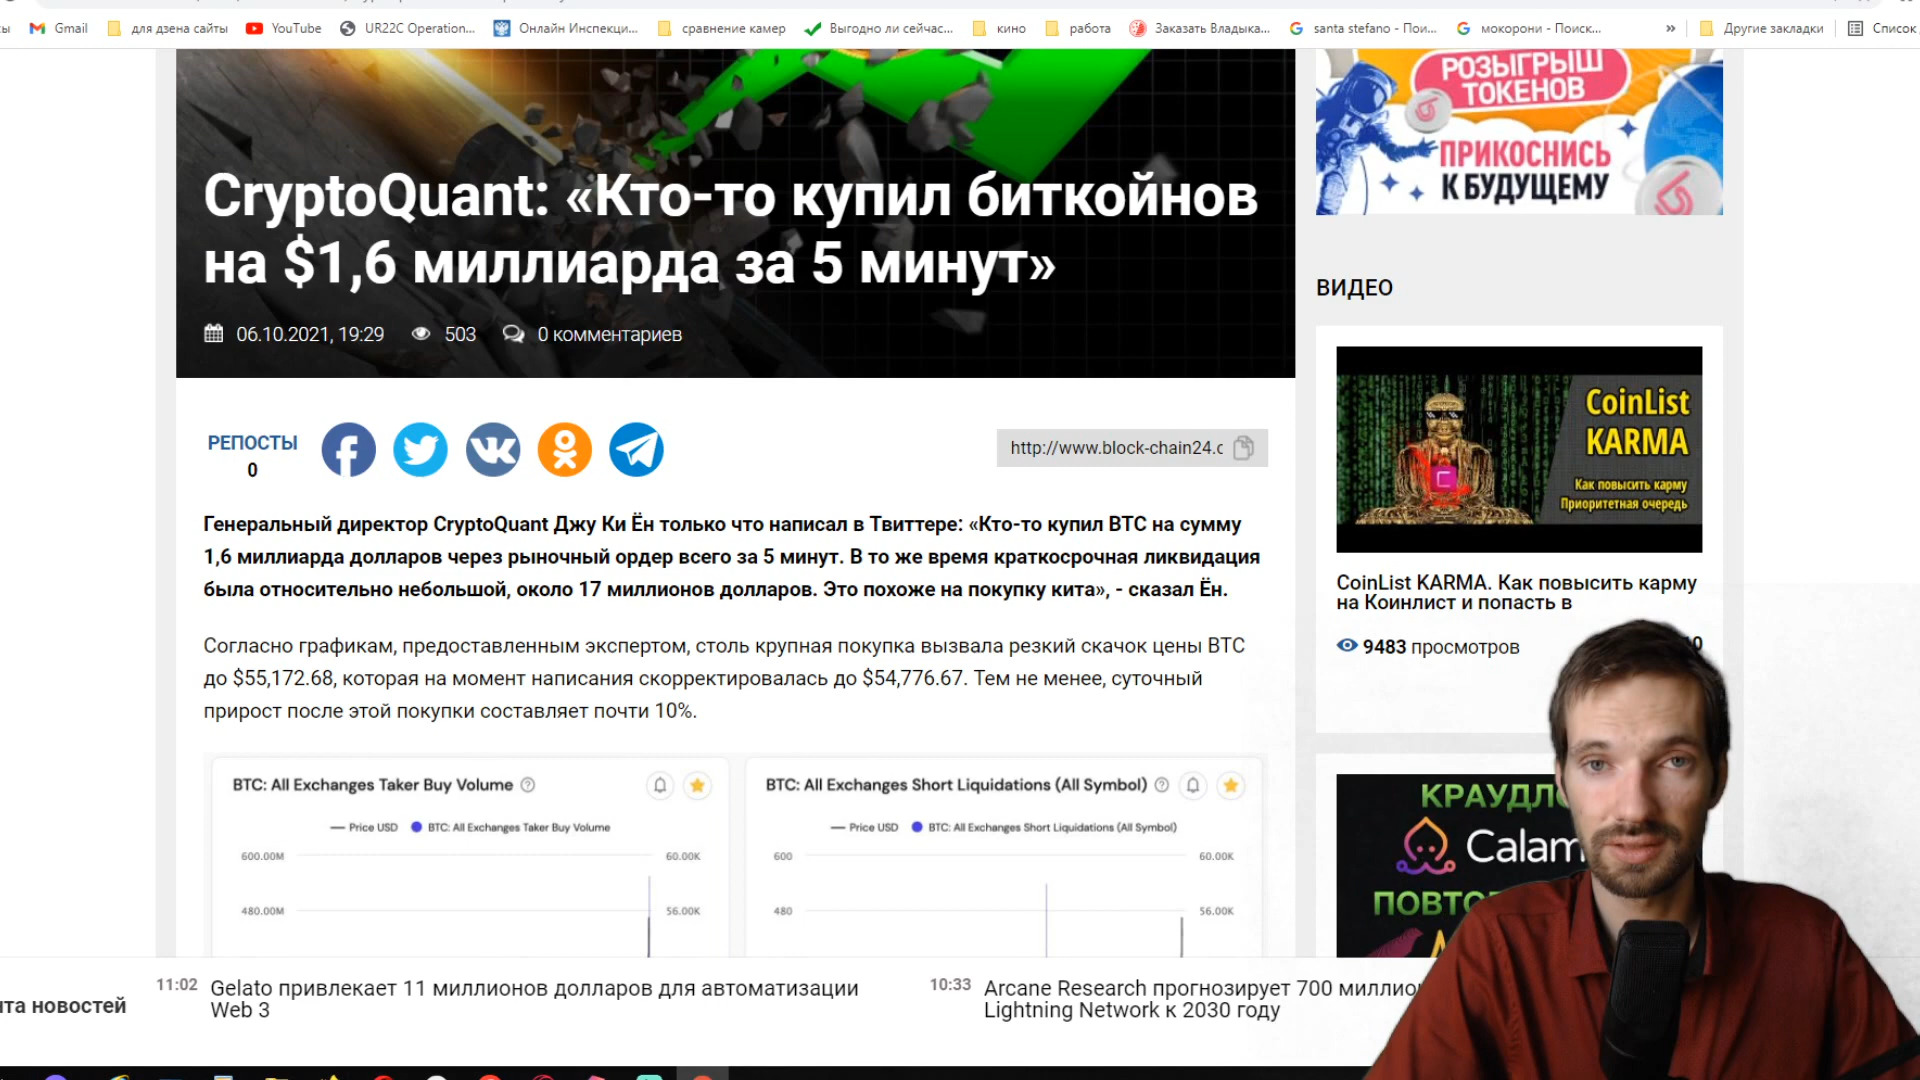 Gmail
для дзена сайты
YouTube
UR22C Operation...
Онлайн Инспекци...
сравнение камер
Выгодно ли сейчас...
кино
работа
Заказать Владыка...
santa stefano - Пои...
мокорони - Поиск...
»
Другие закладки
Список
РОЗЫГРЫШ
ТОКЕНОВ
ПРИКОСНИСЬ
К БУДУЩЕМУ
CryptoQuant: «Кто-то купил биткойнов
на $1,6 миллиарда за 5 минут»
06.10.2021, 19:29
503
0 комментариев
ВИДЕО
CoinList
KARMA
Как повысить карму
Приоритетная очередь
CoinList KARMA. Как повысить карму
на Коинлист и попасть в
9483 просмотров
РЕПОСТЫ
0
http://www.block-chain24.c
Генеральный директор CryptoQuant Джу Ки Ён только что написал в Твиттере: «Кто-то купил BTC на сумму
1,6 миллиарда долларов через рыночный ордер всего за 5 минут. В то же время краткосрочная ликвидация
была относительно небольшой, около 17 миллионов долларов. Это похоже на покупку кита», - сказал Ён.
Согласно графикам, предоставленным экспертом, столь крупная покупка вызвала резкий скачок цены BTC
до $55,172.68, которая на момент написания скорректировалась до $54,776.67. Тем не менее, суточный
прирост после этой покупки составляет почти 10%.
BTC: All Exchanges Taker Buy Volume
Price USD
BTC: All Exchanges Taker Buy Volume
600.00M
60.00K
480.00M
56.00K
BTC: All Exchanges Short Liquidations (All Symbol)
Price USD
BTC: All Exchanges Short Liquidations (All Symbol)
600
60.00K
480
56.00K
КРАУДЛО
Calam
ПОВТО
нта новостей
11:02
Gelato привлекает 11 миллионов долларов для автоматизации
Web 3
10:33
Arcane Research прогнозирует 700 миллио
Lightning Network к 2030 году